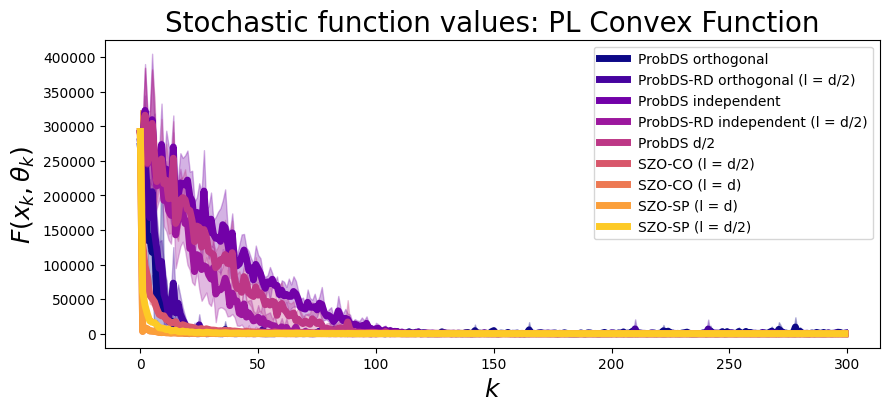 Stochastic function values: PL Convex Function
F(x_k, θ_k)
400000
350000
300000
250000
200000
150000
100000
50000
0
ProbDS orthogonal
ProbDS-RD orthogonal (l = d/2)
ProbDS independent
ProbDS-RD independent (l = d/2)
ProbDS d/2
SZO-CO (l = d/2)
SZO-CO (l = d)
SZO-SP (l = d)
SZO-SP (l = d/2)
0 50 100 150 200 250 300
k